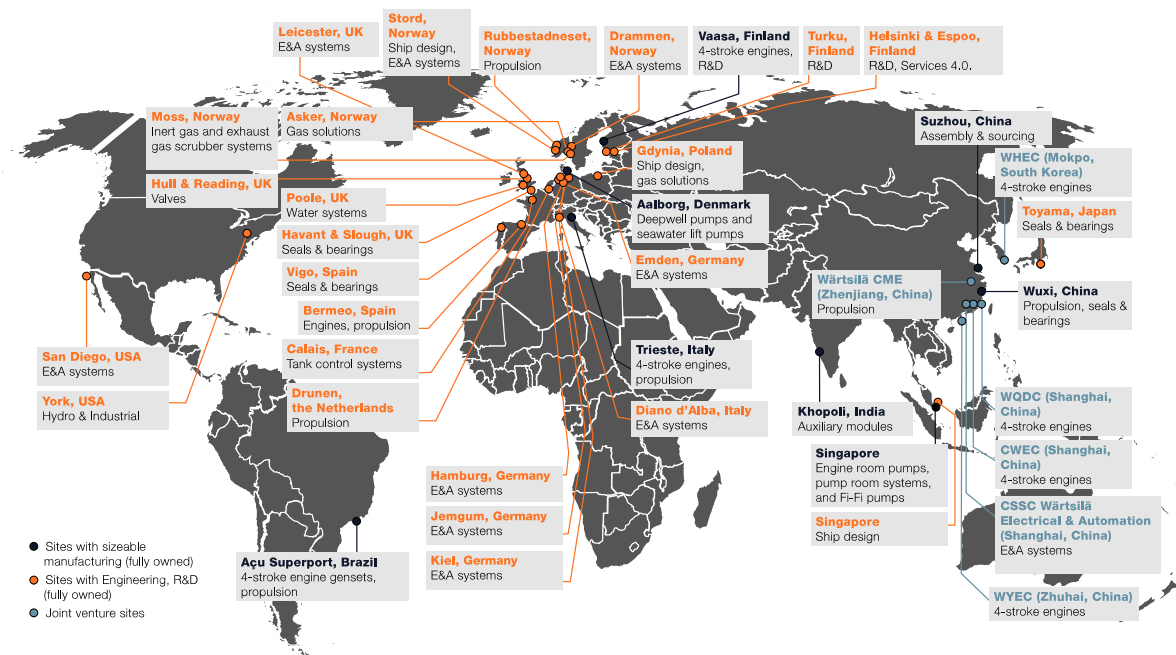 Leicester, UK
E&A systems
Stord,
Norway
Ship design,
E&A systems
Rubbestadneset,
Norway
Propulsion
Drammen,
Norway
E&A systems
Vaasa, Finland
4-stroke engines,
R&D
Turku,
Finland
R&D
Helsinki & Espoo,
Finland
R&D, Services 4.0.
Moss, Norway
Inert gas and exhaust
gas scrubber systems
Asker, Norway
Gas solutions
Hull & Reading, UK
Valves
Poole, UK
Water systems
Havant & Slough, UK
Seals & bearings
Vigo, Spain
Seals & bearings
Bermeo, Spain
Engines, propulsion
Calais, France
Tank control systems
Drunen,
the Netherlands
Propulsion
San Diego, USA
E&A systems
York, USA
Hydro & Industrial
Gdynia, Poland
Ship design,
gas solutions
Aalborg, Denmark
Deepwell pumps and
seawater lift pumps
Emden, Germany
E&A systems
Trieste, Italy
4-stroke engines,
propulsion
Diano d'Alba, Italy
E&A systems
Hamburg, Germany
E&A systems
Jemgum, Germany
E&A systems
Kiel, Germany
E&A systems
Açu Superport, Brazil
4-stroke engine gensets,
propulsion
Suzhou, China
Assembly & sourcing
WHEC (Mokpo,
South Korea)
4-stroke engines
Toyama, Japan
Seals & bearings
Wärtsilä CME
(Zhenjiang, China)
Propulsion
Wuxi, China
Propulsion, seals &
bearings
Khopoli, India
Auxiliary modules
Singapore
Engine room pumps,
pump room systems,
and Fi-Fi pumps
Singapore
Ship design
WQDC (Shanghai,
China)
4-stroke engines
CWEC (Shanghai,
China)
4-stroke engines
CSSC Wärtsilä
Electrical & Automation
(Shanghai, China)
E&A systems
WYEC (Zhuhai, China)
4-stroke engines
Sites with sizeable
manufacturing (fully owned)
Sites with Engineering, R&D
(fully owned)
Joint venture sites